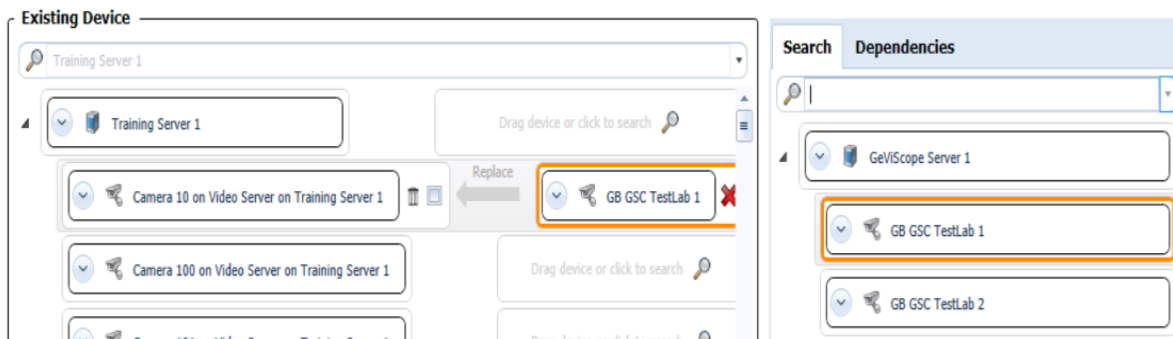 Existing Device
Training Server 1
Training Server 1
Drag device or click to search
Camera 10 on Video Server on Training Server 1
Replace
GB GSC TestLab 1
Camera 100 on Video Server on Training Server 1
Drag device or click to search
Search
Dependencies
GeViScope Server 1
GB GSC TestLab 1
GB GSC TestLab 2